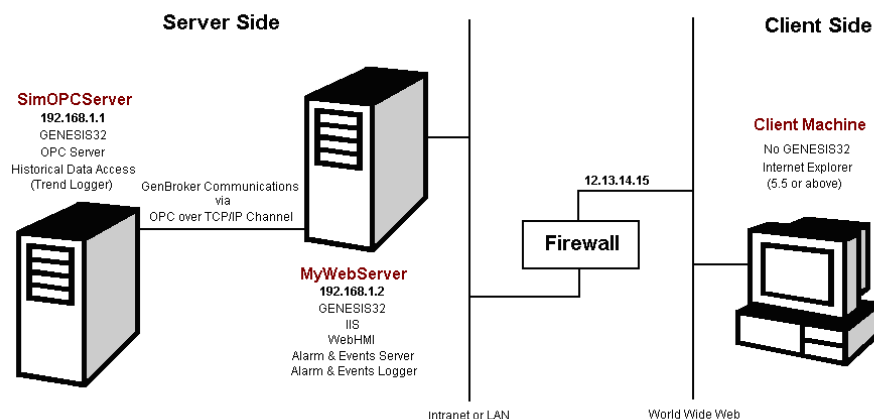 Server Side
Client Side
SimOPCServer
192.168.1.1
GENESIS32
OPC Server
Historical Data Access
(Trend Logger)
GenBroker Communications
via
OPC over TCP/IP Channel
MyWebServer
192.168.1.2
GENESIS32
IIS
WebHMI
Alarm & Events Server
Alarm & Events Logger
12.13.14.15
Firewall
Client Machine
No GENESIS32
Internet Explorer
(5.5 or above)
Intranet or LAN
World Wide Web